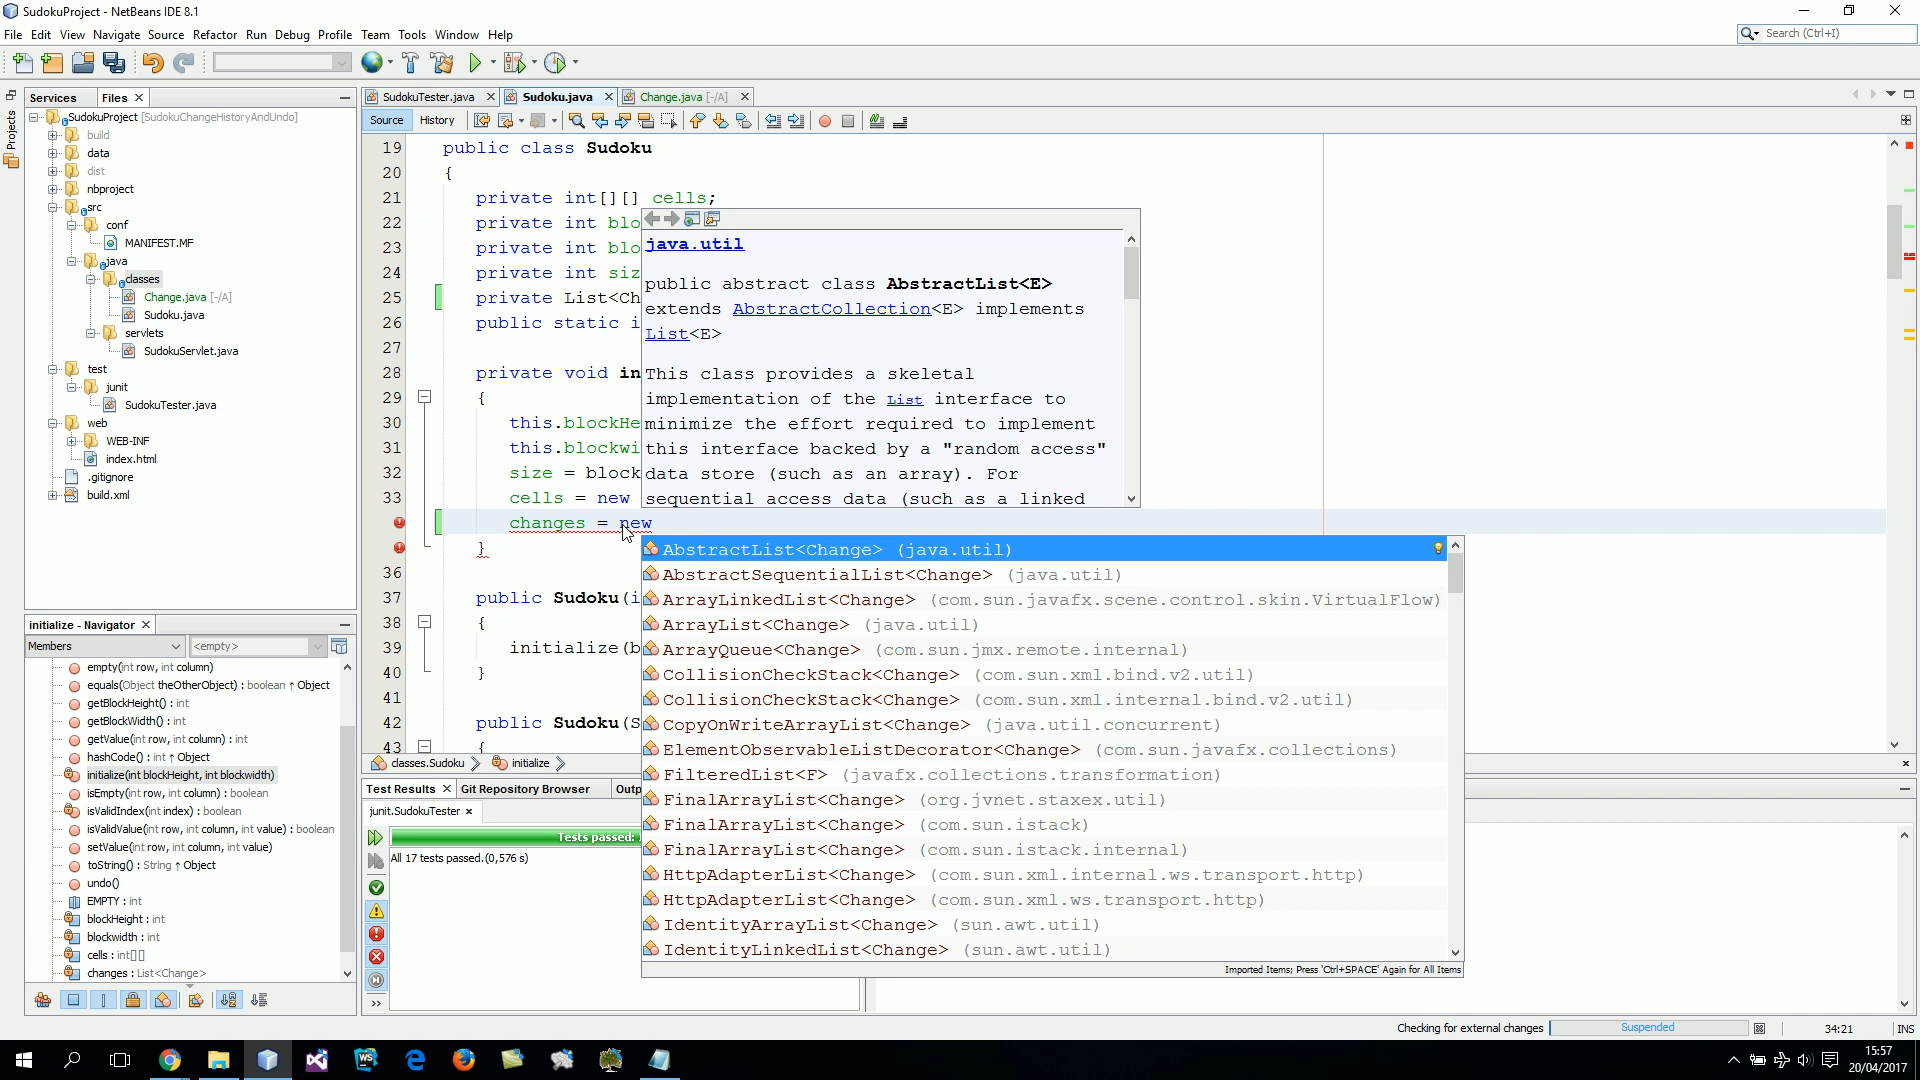 SudokuProject - NetBeans IDE 8.1
File Edit View Navigate Source Refactor Run Debug Profile Team Tools Window Help
Search (Ctrl+I)
Projects
Services Files
SudokuProject [SudokuChangeHistoryAndUndo]
build
data
dist
nbproject
src
conf
MANIFEST.MF
java
classes
Change.java [-/A]
Sudoku.java
servlets
SudokuServlet.java
test
junit
SudokuTester.java
web
WEB-INF
index.html
.gitignore
build.xml
initialize - Navigator
Members <empty>
empty(int row, int column)
equals(Object theOtherObject) : boolean ↑ Object
getBlockHeight() : int
getBlockWidth() : int
getValue(int row, int column) : int
hashCode() : int ↑ Object
initialize(int blockHeight, int blockwidth)
isEmpty(int row, int column) : boolean
isValidIndex(int index) : boolean
isValidValue(int row, int column, int value) : boolean
setValue(int row, int column, int value)
toString() : String ↑ Object
undo()
EMPTY : int
blockHeight : int
blockwidth : int
cells : int[][]
changes : List<Change>
SudokuTester.java Sudoku.java Change.java [-/A]
Source History
19 public class Sudoku
20 {
21 private int[][] cells;
22 private int blo
23 private int blo
24 private int siz
25 private List<Ch
26 public static i
27
28 private void in
29 {
30 this.blockHe
31 this.blockwi
32 size = block
33 cells = new
changes = new
}
36
37 public Sudoku(i
38 {
39 initialize(b
40 }
41
42 public Sudoku(S
43 {
java.util
public abstract class AbstractList<E>
extends AbstractCollection<E> implements
List<E>
This class provides a skeletal
implementation of the List interface to
minimize the effort required to implement
this interface backed by a "random access"
data store (such as an array). For
sequential access data (such as a linked
AbstractList<Change> (java.util)
AbstractSequentialList<Change> (java.util)
ArrayLinkedList<Change> (com.sun.javafx.scene.control.skin.VirtualFlow)
ArrayList<Change> (java.util)
ArrayQueue<Change> (com.sun.jmx.remote.internal)
CollisionCheckStack<Change> (com.sun.xml.bind.v2.util)
CollisionCheckStack<Change> (com.sun.xml.internal.bind.v2.util)
CopyOnWriteArrayList<Change> (java.util.concurrent)
ElementObservableListDecorator<Change> (com.sun.javafx.collections)
FilteredList<F> (javafx.collections.transformation)
FinalArrayList<Change> (org.jvnet.staxex.util)
FinalArrayList<Change> (com.sun.istack)
FinalArrayList<Change> (com.sun.istack.internal)
HttpAdapterList<Change> (com.sun.xml.internal.ws.transport.http)
HttpAdapterList<Change> (com.sun.xml.ws.transport.http)
IdentityArrayList<Change> (sun.awt.util)
IdentityLinkedList<Change> (sun.awt.util)
Imported Items; Press 'Ctrl+SPACE' Again for All Items
classes.Sudoku initialize
Test Results Git Repository Browser Outp
junit.SudokuTester
Tests passed:
All 17 tests passed.(0,576 s)
Checking for external changes Suspended 34:21 INS
WS
15:57
20/04/2017